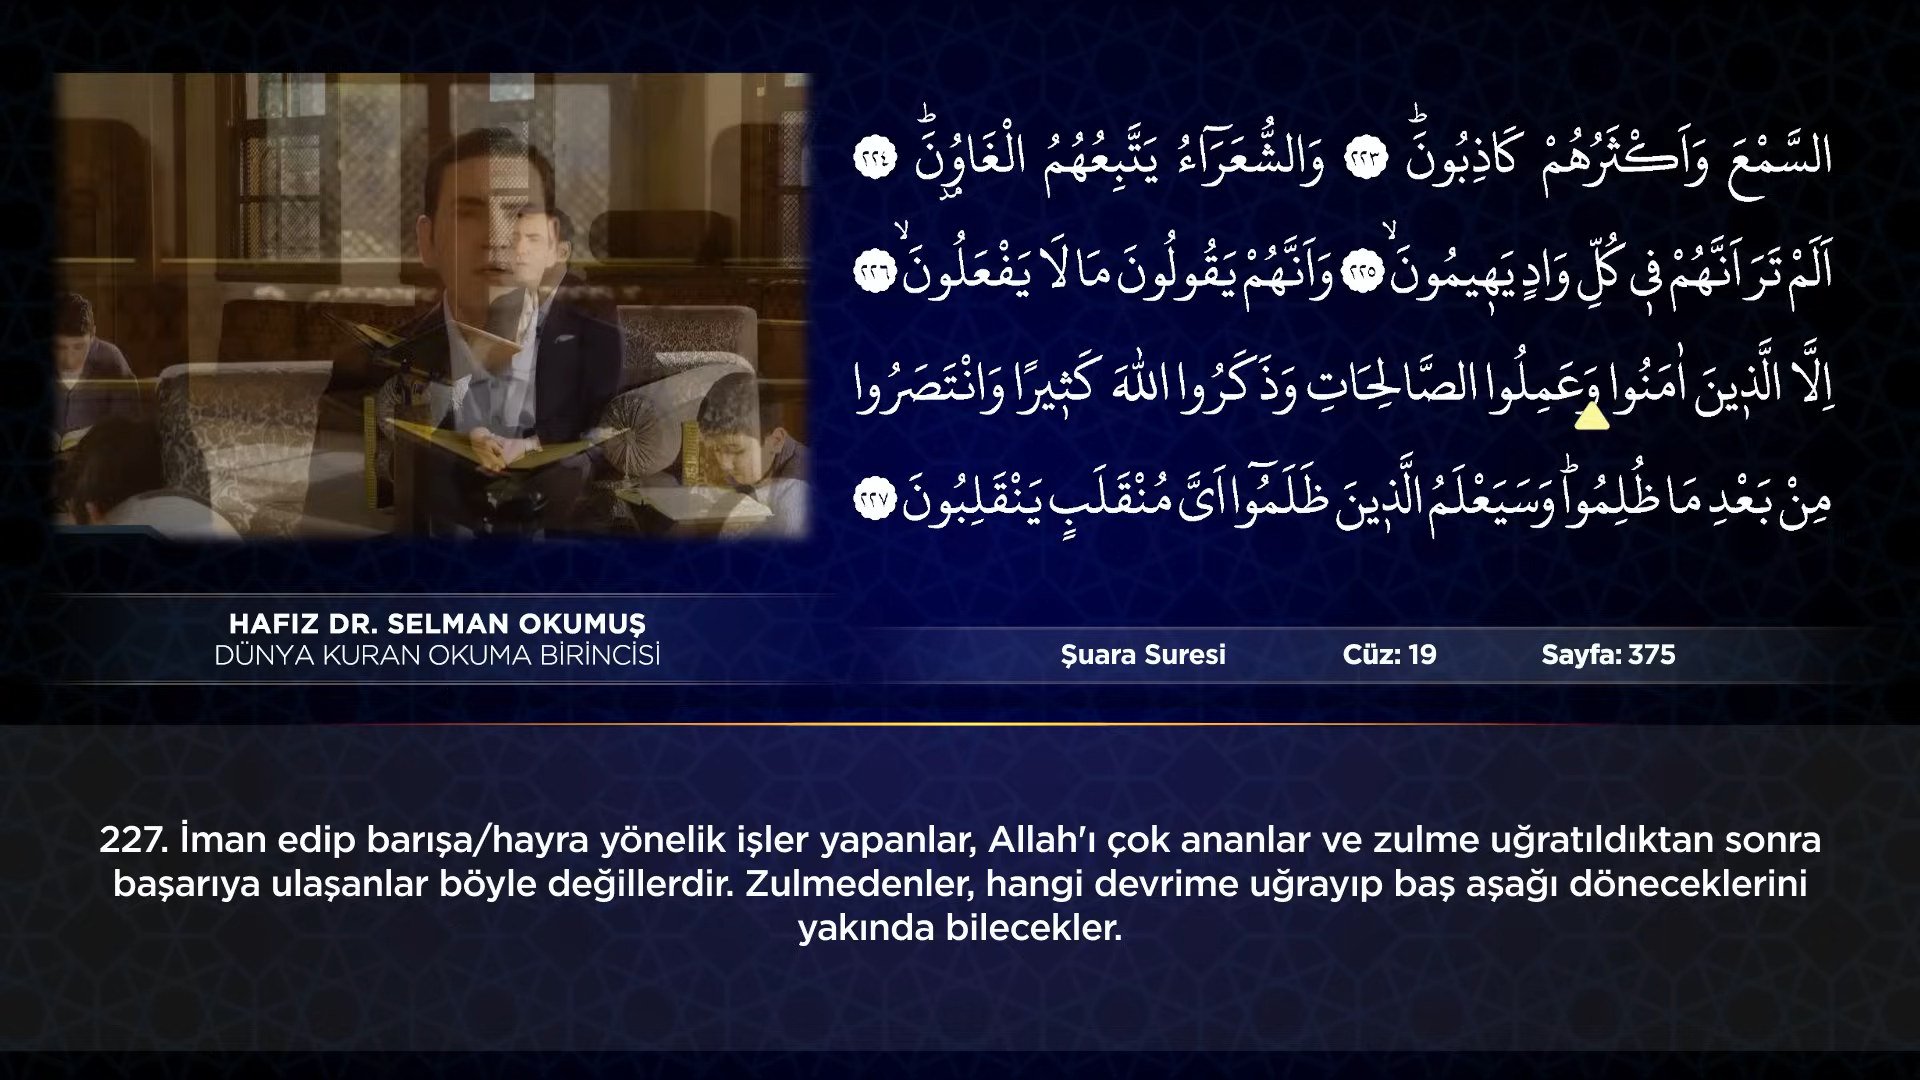 السَّمْعَ وَاَكْثَرُهُمْ كَاذِبُونَۜ ﴿٢٢٣﴾ وَالشُّعَرَٓاءُ يَتَّبِعُهُمُ الْغَاوُ۫نَۜ ﴿٢٢٤﴾
اَلَمْ تَرَ اَنَّهُمْ ف۪ي كُلِّ وَادٍ يَه۪يمُونَۙ ﴿٢٢٥﴾ وَاَنَّهُمْ يَقُولُونَ مَا لَا يَفْعَلُونَۙ ﴿٢٢٦﴾
اِلَّا الَّذ۪ينَ اٰمَنُوا وَعَمِلُوا الصَّالِحَاتِ وَذَكَرُوا اللّٰهَ كَث۪يرًا وَانْتَصَرُوا
مِنْ بَعْدِ مَا ظُلِمُواۜ وَسَيَعْلَمُ الَّذ۪ينَ ظَلَمُٓوا اَيَّ مُنْقَلَبٍ يَنْقَلِبُونَ ﴿٢٢٧﴾
HAFIZ DR. SELMAN OKUMUŞ
DÜNYA KURAN OKUMA BİRİNCİSİ
Şuara Suresi Cüz: 19 Sayfa: 375
227. İman edip barışa/hayra yönelik işler yapanlar, Allah'ı çok ananlar ve zulme uğratıldıktan sonra
başarıya ulaşanlar böyle değillerdir. Zulmedenler, hangi devrime uğrayıp baş aşağı döneceklerini
yakında bilecekler.